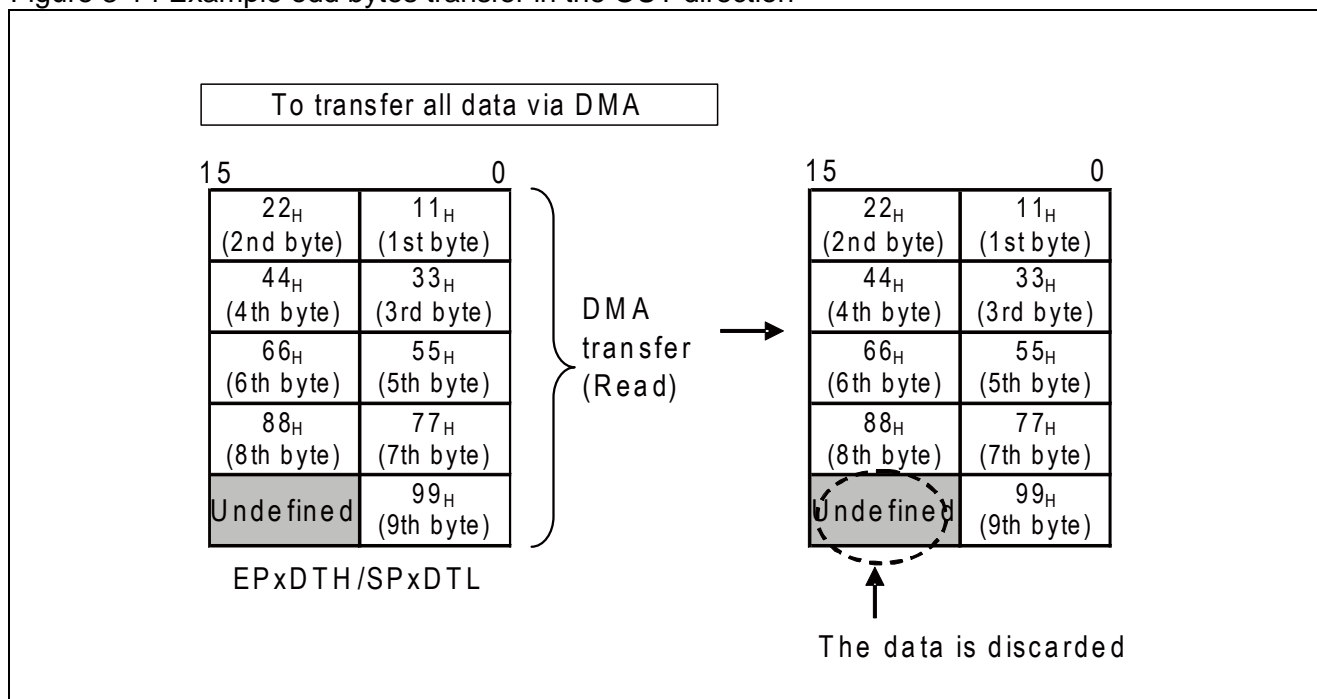 Figure Example odd bytes transfer in the OUT direction
To transfer all data via DMA
15 0
22H 11H
(2nd byte) (1st byte)
44H 33H
(4th byte) (3rd byte)
66H 55H
(6th byte) (5th byte)
88H 77H
(8th byte) (7th byte)
Undefined 99H
(9th byte)
EPxDTH/SPxDTL
DMA
transfer
(Read)
15 0
22H 11H
(2nd byte) (1st byte)
44H 33H
(4th byte) (3rd byte)
66H 55H
(6th byte) (5th byte)
88H 77H
(8th byte) (7th byte)
Undefined 99H
(9th byte)
The data is discarded